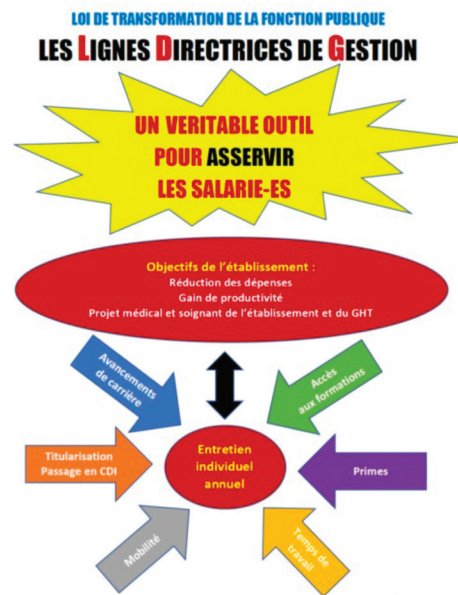 LOI DE TRANSFORMATION DE LA FONCTION PUBLIQUE
LES LIGNES DIRECTRICES DE GESTION
UN VERITABLE OUTIL
POUR ASSERVIR
LES SALARIE-ES
Objectifs de l'établissement :
Réduction des dépenses
Gain de productivité
Projet médical et soignant de l'établissement et du GHT
Avancements
de carrière
Accès
aux formations
Titularisation
Passage en CDI
Entretien
individuel
annuel
Primes
Mobilité
Temps de
travail